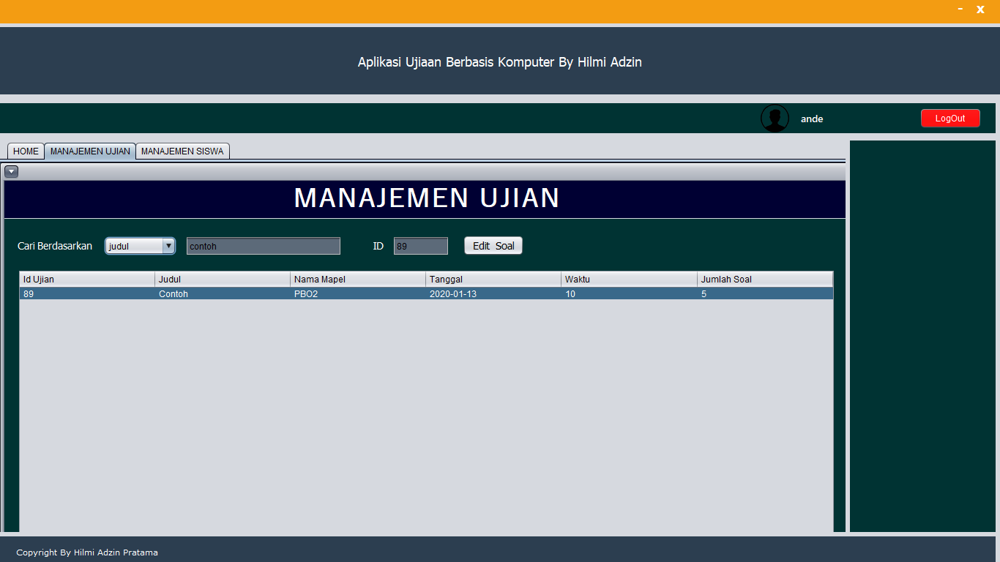 - x
Aplikasi Ujiaan Berbasis Komputer By Hilmi Adzin
ande LogOut
HOME MANAJEMEN UJIAN MANAJEMEN SISWA
MANAJEMEN UJIAN
Cari Berdasarkan judul contoh ID 89 Edit Soal
Id Ujian Judul Nama Mapel Tanggal Waktu Jumlah Soal
89 Contoh PBO2 2020-01-13 10 5
Copyright By Hilmi Adzin Pratama